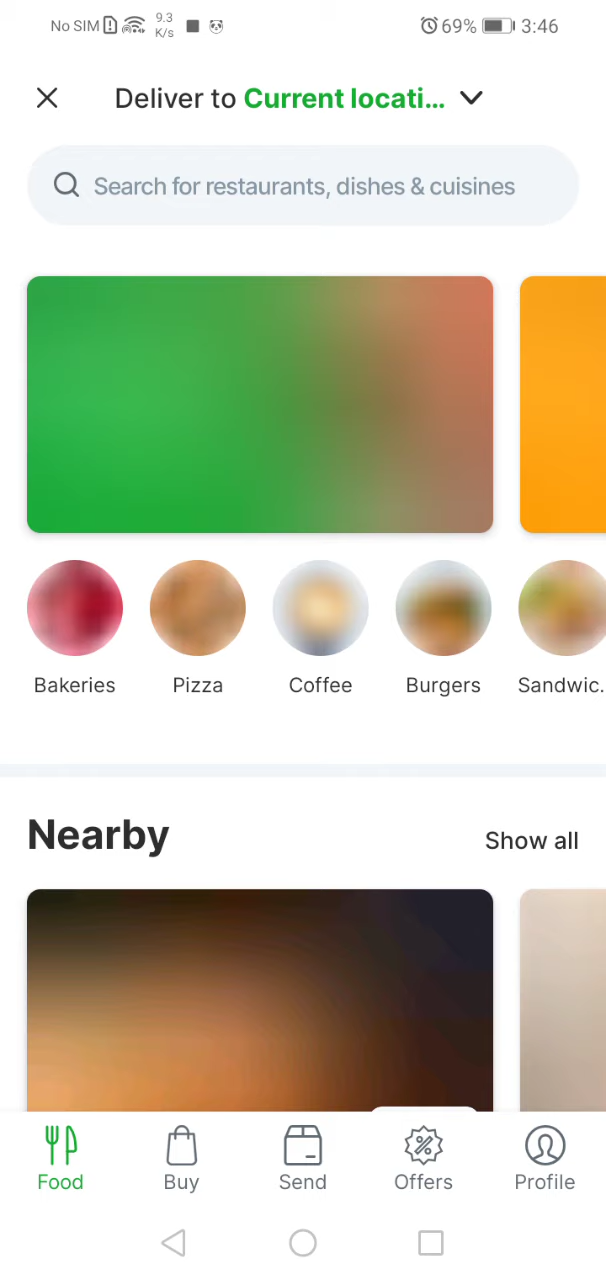 No SIM 9.3 K/s 69% 3:46
Deliver to Current locati...
Search for restaurants, dishes & cuisines
Bakeries Pizza Coffee Burgers Sandwic.
Nearby Show all
Food Buy Send Offers Profile